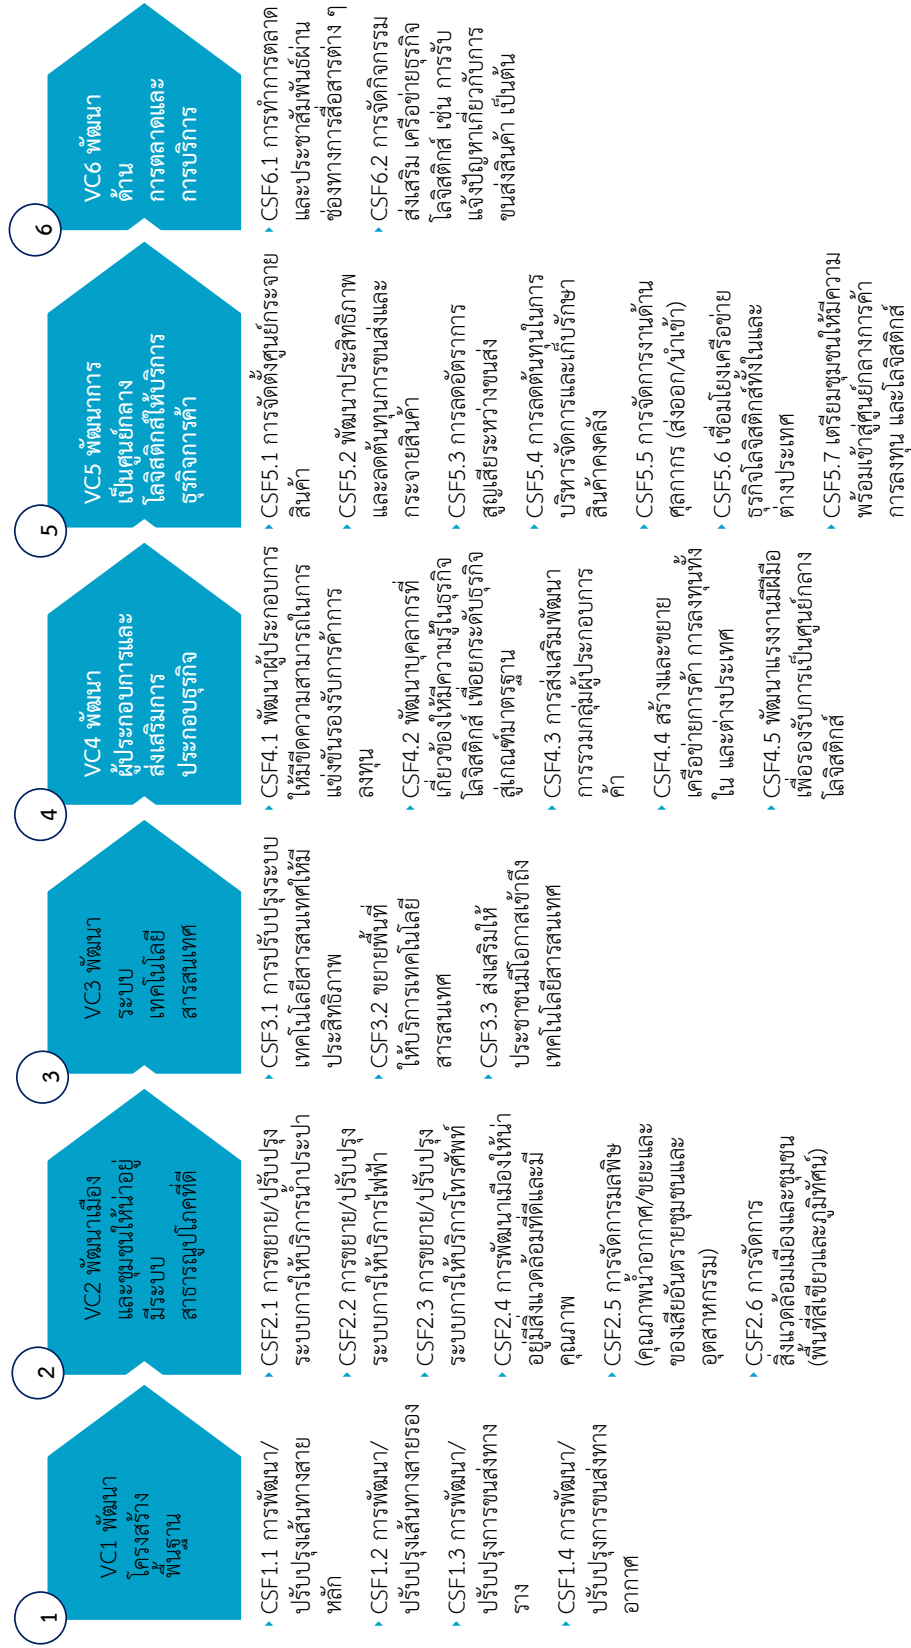 1
VC1 พัฒนา
โครงสร้าง
พื้นฐาน
CSF1.1 การพัฒนา/
ปรับปรุงเส้นทางสาย
หลัก
CSF1.2 การพัฒนา/
ปรับปรุงเส้นทางสายรอง
CSF1.3 การพัฒนา/
ปรับปรุงการขนส่งทาง
ราง
CSF1.4 การพัฒนา/
ปรับปรุงการขนส่งทาง
อากาศ
2
VC2 พัฒนาเมือง
และชุมชนให้น่าอยู่
มีระบบ
สาธารณูปโภคที่ดี
CSF2.1 การขยาย/ปรับปรุง
ระบบการให้บริการน้ำประปา
CSF2.2 การขยาย/ปรับปรุง
ระบบการให้บริการไฟฟ้า
CSF2.3 การขยาย/ปรับปรุง
ระบบการให้บริการโทรศัพท์
CSF2.4 การพัฒนาเมืองให้น่า
อยู่มีสิ่งแวดล้อมที่ดีและมี
คุณภาพ
CSF2.5 การจัดการมลพิษ
(คุณภาพน้ำอากาศ/ขยะและ
ของเสียอันตรายชุมชนและ
อุตสาหกรรม)
CSF2.6 การจัดการ
สิ่งแวดล้อมเมืองและชุมชน
(พื้นที่สีเขียวและภูมิทัศน์)
3
VC3 พัฒนา
ระบบ
เทคโนโลยี
สารสนเทศ
CSF3.1 การปรับปรุงระบบ
เทคโนโลยีสารสนเทศให้มี
ประสิทธิภาพ
CSF3.2 ขยายพื้นที่
ให้บริการเทคโนโลยี
สารสนเทศ
CSF3.3 ส่งเสริมให้
ประชาชนมีโอกาสเข้าถึง
เทคโนโลยีสารสนเทศ
4
VC4 พัฒนา
ผู้ประกอบการและ
ส่งเสริมการ
ประกอบธุรกิจ
CSF4.1 พัฒนาผู้ประกอบการ
ให้มีขีดความสามารถในการ
แข่งขันรองรับการค้าการ
ลงทุน
CSF4.2 พัฒนาบุคลากรที่
เกี่ยวข้องให้มีความรู้ในธุรกิจ
โลจิสติกส์ เพื่อยกระดับธุรกิจ
สู่เกณฑ์มาตรฐาน
CSF4.3 การส่งเสริมพัฒนา
การรวมกลุ่มผู้ประกอบการ
ค้า
CSF4.4 สร้างและขยาย
เครือข่ายการค้า การลงทุนทั้ง
ใน และต่างประเทศ
CSF4.5 พัฒนาแรงงานมีฝีมือ
เพื่อรองรับการเป็นศูนย์กลาง
โลจิสติกส์
5
VC5 พัฒนาการ
เป็นศูนย์กลาง
โลจิสติกส์ให้บริการ
ธุรกิจการค้า
CSF5.1 การจัดตั้งศูนย์กระจาย
สินค้า
CSF5.2 พัฒนาประสิทธิภาพ
และลดต้นทุนการขนส่งและ
กระจายสินค้า
CSF5.3 การลดอัตราการ
สูญเสียระหว่างขนส่ง
CSF5.4 การลดต้นทุนในการ
บริหารจัดการและเก็บรักษา
สินค้าคงคลัง
CSF5.5 การจัดการงานด้าน
ศุลกากร (ส่งออก/นำเข้า)
CSF5.6 เชื่อมโยงเครือข่าย
ธุรกิจโลจิสติกส์ทั้งในและ
ต่างประเทศ
CSF5.7 เตรียมชุมชนให้มีความ
พร้อมเข้าสู่ศูนย์กลางการค้า
การลงทุน และโลจิสติกส์
6
VC6 พัฒนา
ด้าน
การตลาดและ
การบริการ
CSF6.1 การทำการตลาด
และประชาสัมพันธ์ผ่าน
ช่องทางการสื่อสารต่าง ๆ
CSF6.2 การจัดกิจกรรม
ส่งเสริม เครือข่ายธุรกิจ
โลจิสติกส์ เช่น การรับ
แจ้งปัญหาเกี่ยวกับการ
ขนส่งสินค้า เป็นต้น